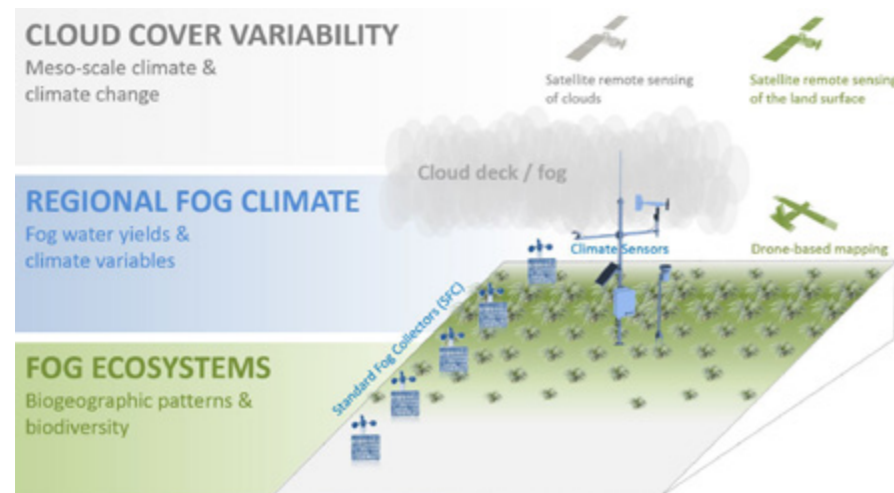 CLOUD COVER VARIABILITY
Meso-scale climate &
climate change
Satellite remote sensing
of clouds
Satellite remote sensing
of the land surface
Cloud deck / fog
REGIONAL FOG CLIMATE
Fog water yields &
climate variables
Climate Sensors
Drone-based mapping
Standard Fog Collectors (SFC)
FOG ECOSYSTEMS
Biogeographic patterns &
biodiversity